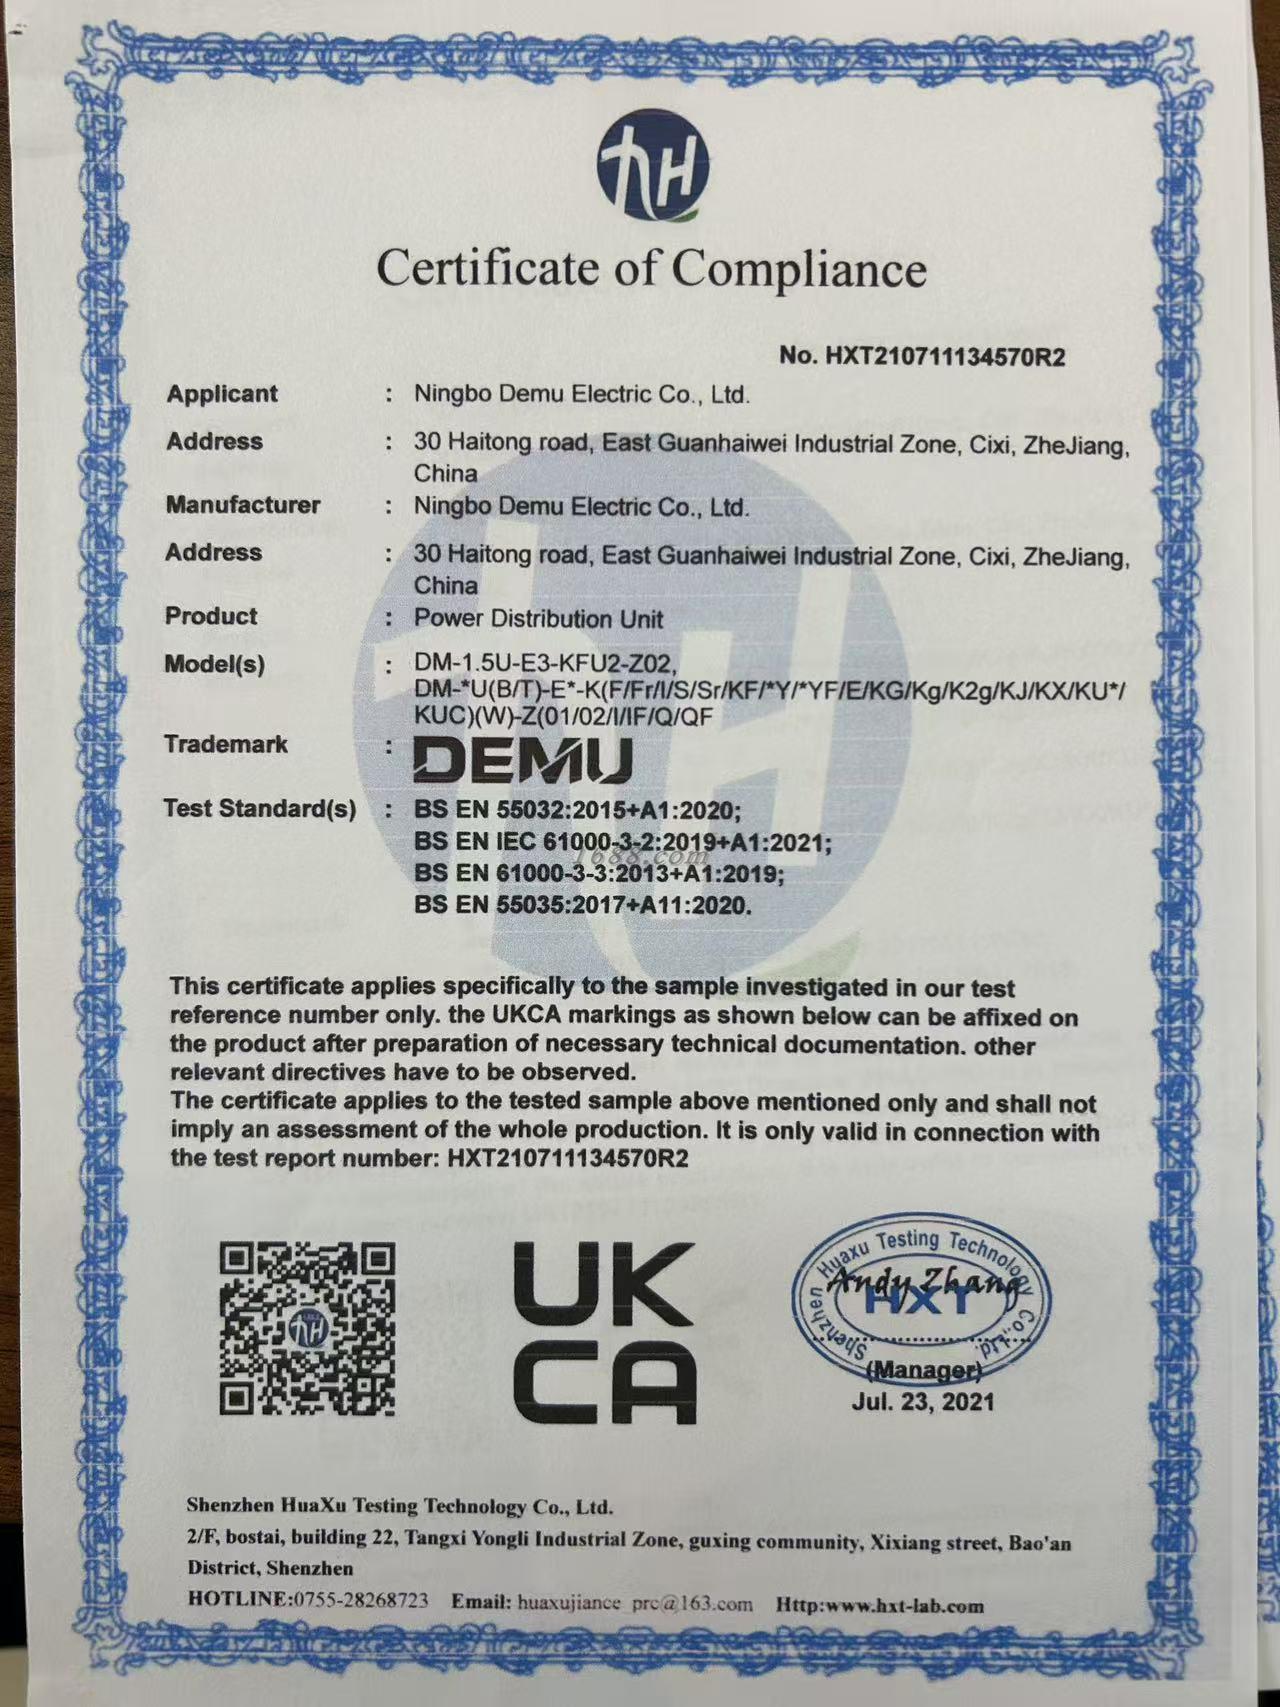 Certificate of Compliance
No. HXT210711134570R2
Applicant : Ningbo Demu Electric Co., Ltd.
Address : 30 Haitong road, East Guanhaiwei Industrial Zone, Cixi, ZheJiang,
China
Manufacturer : Ningbo Demu Electric Co., Ltd.
Address : 30 Haitong road, East Guanhaiwei Industrial Zone, Cixi, ZheJiang,
China
Product : Power Distribution Unit
Model(s) : DM-1.5U-E3-KFU2-Z02,
DM-*U(B/T)-E*-K(F/Fr/I/S/Sr/KF/*Y/*YF/E/KG/Kg/K2g/KJ/KX/KU*/
KUC)(W)-Z(01/02/I/IF/Q/QF
Trademark : DEMU
Test Standard(s) : BS EN 55032:2015+A1:2020;
BS EN IEC 61000-3-2:2019+A1:2021;
1688.com
BS EN 61000-3-3:2013+A1:2019;
BS EN 55035:2017+A11:2020.
This certificate applies specifically to the sample investigated in our test
reference number only. the UKCA markings as shown below can be affixed on
the product after preparation of necessary technical documentation. other
relevant directives have to be observed.
The certificate applies to the tested sample above mentioned only and shall not
imply an assessment of the whole production. It is only valid in connection with
the test report number: HXT210711134570R2
UK
CA
Shenzhen Huaxu Testing Technology Co., Ltd.
Andy Zhang
HXT
(Manager)
Jul. 23, 2021
Shenzhen HuaXu Testing Technology Co., Ltd.
2/F, bostai, building 22, Tangxi Yongli Industrial Zone, guxing community, Xixiang street, Bao'an
District, Shenzhen
HOTLINE:0755-28268723 Email: huaxujiance_prc@163.com Http:www.hxt-lab.com